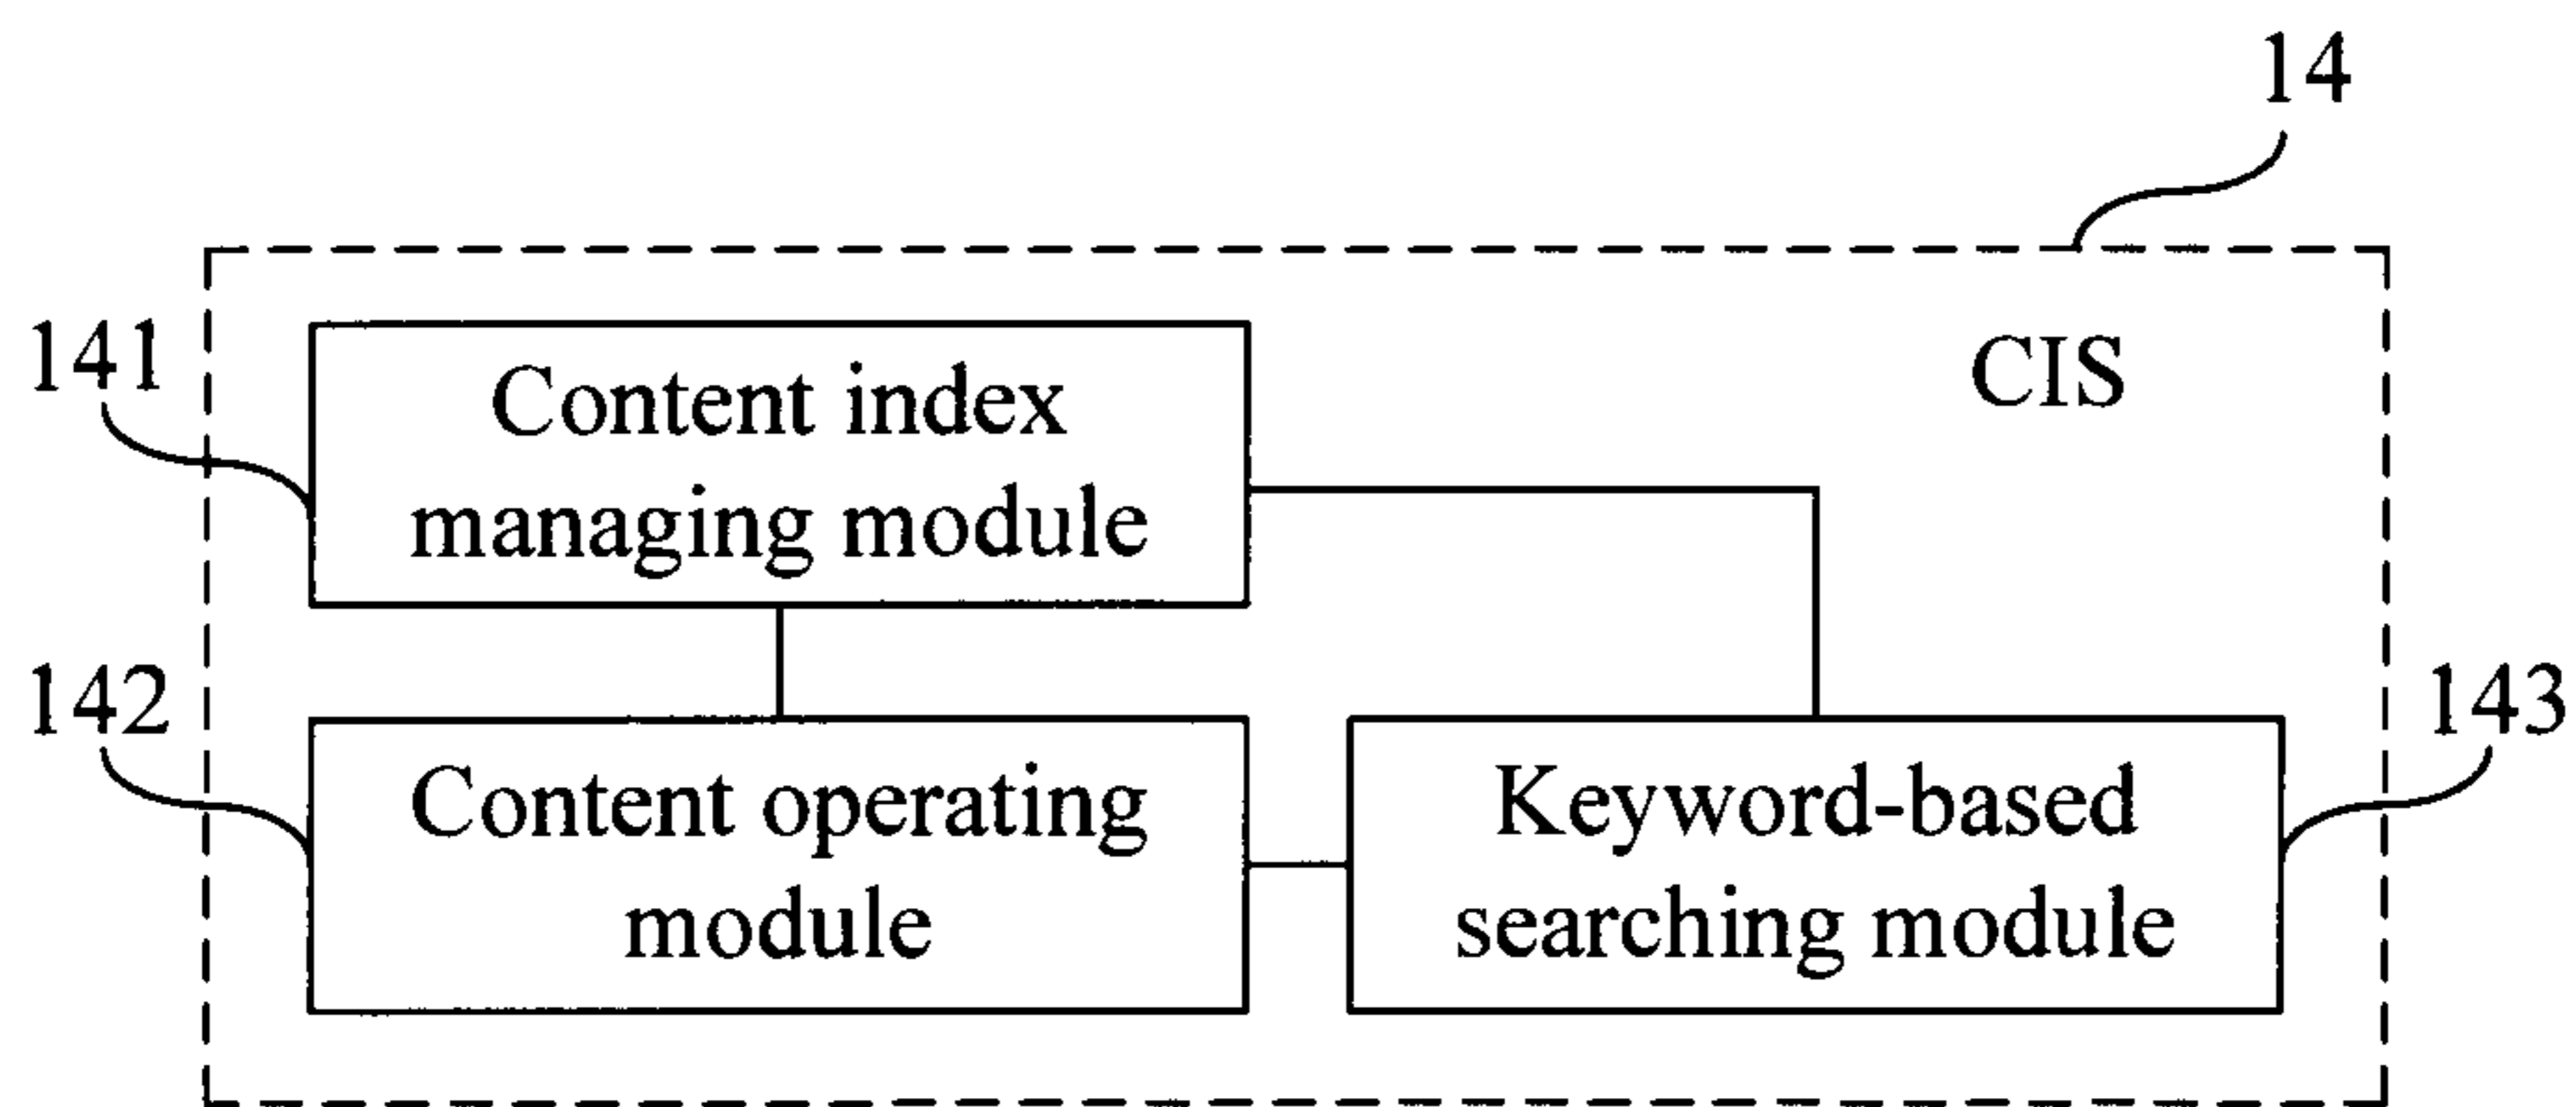 14
CIS
141
Content index
managing module
142
Content operating
module
Keyword-based
searching module
143